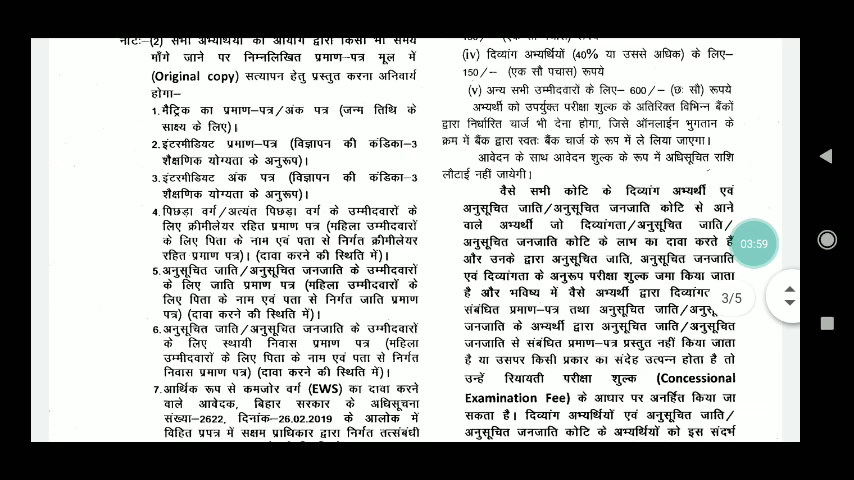 नोटः–(2) सभी अभ्यर्थियों को आयोग द्वारा किसी भी समय
माँगे जाने पर निम्नलिखित प्रमाण–पत्र मूल में
(Original copy) सत्यापन हेतु प्रस्तुत करना अनिवार्य
होगा–
1. मैट्रिक का प्रमाण–पत्र/अंक पत्र (जन्म तिथि के
साक्ष्य के लिए)।
2. इंटरमीडियट प्रमाण–पत्र (विज्ञापन की कंडिका–3
शैक्षणिक योग्यता के अनुरूप)।
3. इंटरमीडियट अंक पत्र (विज्ञापन की कंडिका–3
शैक्षणिक योग्यता के अनुरूप)।
4. पिछड़ा वर्ग/अत्यंत पिछड़ा वर्ग के उम्मीदवारों के
लिए क्रीमीलेयर रहित प्रमाण पत्र (महिला उम्मीदवारों
के लिए पिता के नाम एवं पता से निर्गत क्रीमीलेयर
रहित प्रमाण पत्र)। (दावा करने की स्थिति में)।
5. अनुसूचित जाति/अनुसूचित जनजाति के उम्मीदवारों
के लिए जाति प्रमाण पत्र (महिला उम्मीदवारों के
लिए पिता के नाम एवं पता से निर्गत जाति प्रमाण
पत्र) (दावा करने की स्थिति में)।
6. अनुसूचित जाति/अनुसूचित जनजाति के उम्मीदवारों
के लिए स्थायी निवास प्रमाण पत्र (महिला
उम्मीदवारों के लिए पिता के नाम एवं पता से निर्गत
निवास प्रमाण पत्र) (दावा करने की स्थिति में)।
7. आर्थिक रूप से कमजोर वर्ग (EWS) का दावा करने
वाले आवेदक, बिहार सरकार के अधिसूचना
संख्या–2622, दिनांक–26.02.2019 के आलोक में
विहित प्रपत्र में सक्षम प्राधिकार द्वारा निर्गत तत्संबंधी
150/– (एक सौ पचास) रूपये
(iv) दिव्यांग अभ्यर्थियों (40% या उससे अधिक) के लिए–
150/–- (एक सौ पचास) रूपये
(v) अन्य सभी उम्मीदवारों के लिए– 600/– (छः सौ) रूपये
अभ्यर्थी को उपर्युक्त परीक्षा शुल्क के अतिरिक्त विभिन्न बैंकों
द्वारा निर्धारित चार्ज भी देना होगा, जिसे ऑनलाईन भुगतान के
क्रम में बैंक द्वारा स्वतः बैंक चार्ज के रूप में ले लिया जाएगा।
आवेदन के साथ आवेदन शुल्क के रूप में अधिसूचित राशि
लौटाई नहीं जायेगी।
वैसे सभी कोटि के दिव्यांग अभ्यर्थी एवं
अनुसूचित जाति/अनुसूचित जनजाति कोटि से आने
वाले अभ्यर्थी जो दिव्यांगता/अनुसूचित जाति/
अनुसूचित जनजाति कोटि के लाभ का दावा करते हैं
और उनके द्वारा अनुसूचित जाति, अनुसूचित जनजाति
एवं दिव्यांगता के अनुरूप परीक्षा शुल्क जमा किया जाता
है और भविष्य में वैसे अभ्यर्थी द्वारा
संबंधित प्रमाण–पत्र तथा अनुसूचित
जनजाति के अभ्यर्थी द्वारा अनुसूचित जाति/अनुसूचित
जनजाति से संबंधित प्रमाण–पत्र प्रस्तुत नहीं किया जाता
है या उसपर किसी प्रकार का संदेह उत्पन्न होता है तो
उन्हें रियायती परीक्षा शुल्क (Concessional
Examination Fee) के आधार पर अनर्हित किया जा
सकता है। दिव्यांग अभ्यर्थियों एवं अनुसूचित जाति/
अनुसूचित जनजाति कोटि के अभ्यर्थियों को इस संदर्भ
03:59
3/5